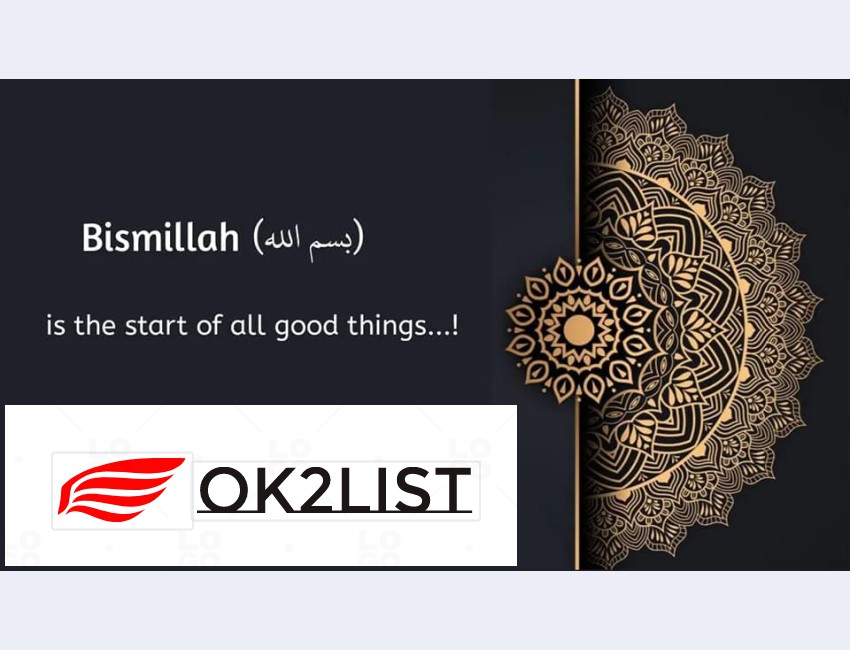 Bismillah (بسم الله)
is the start of all good things...!
OK2LIST